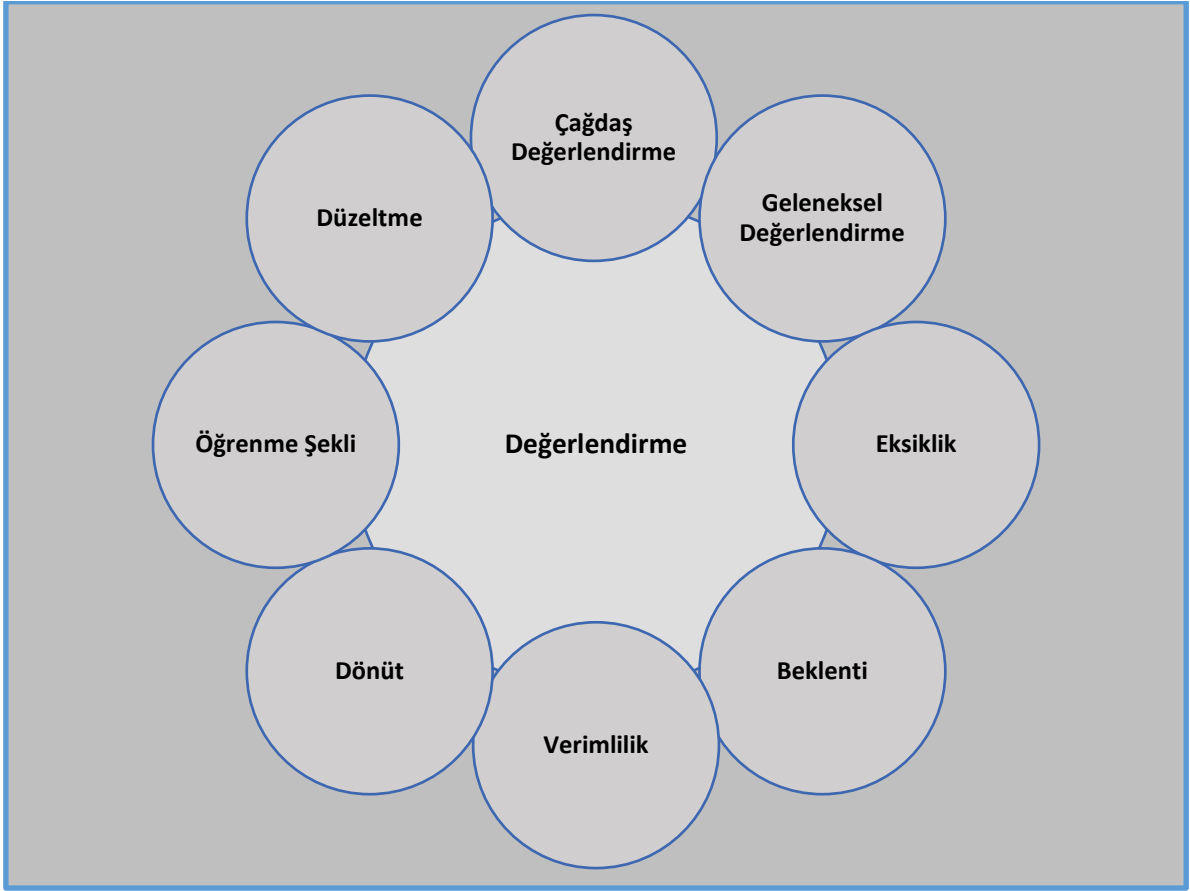 Çağdaş
Değerlendirme
Geleneksel
Değerlendirme
Düzeltme
Öğrenme Şekli
Değerlendirme
Eksiklik
Dönüt
Beklenti
Verimlilik